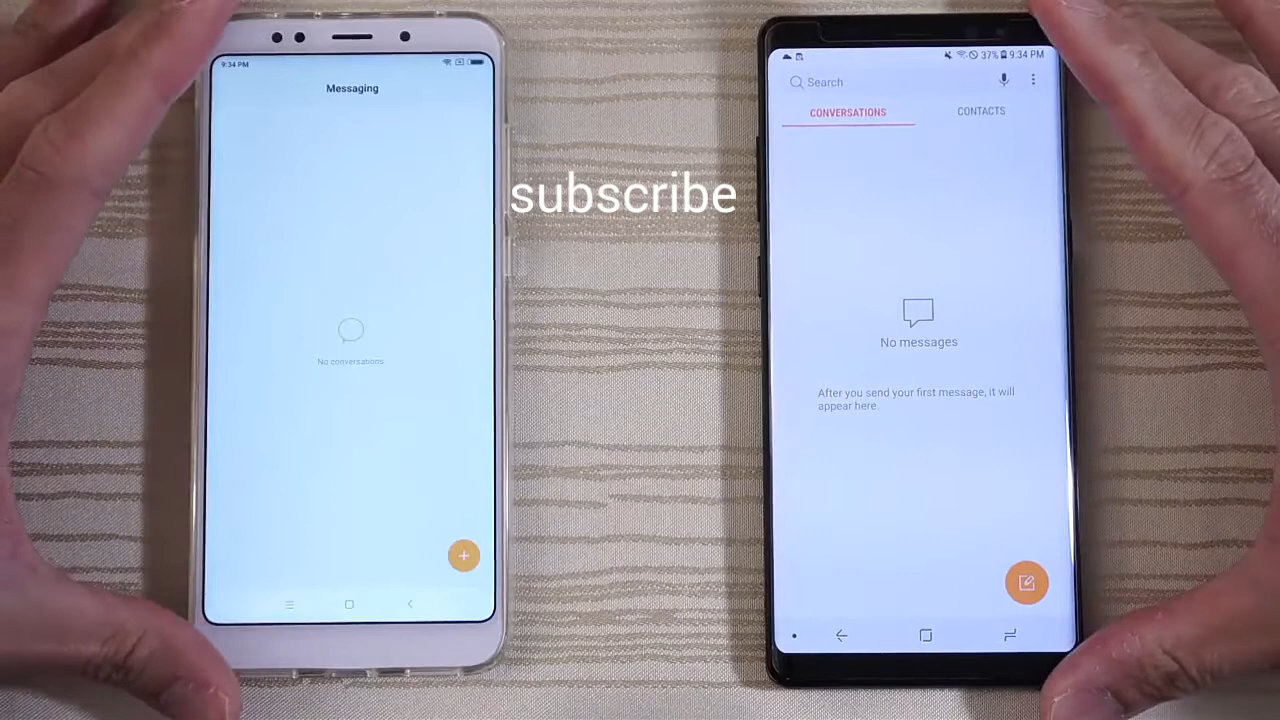 9:34 PM
Messaging
No conversations
subscribe
37% 9:34 PM
Search
CONVERSATIONS CONTACTS
No messages
After you send your first message, it will
appear here.